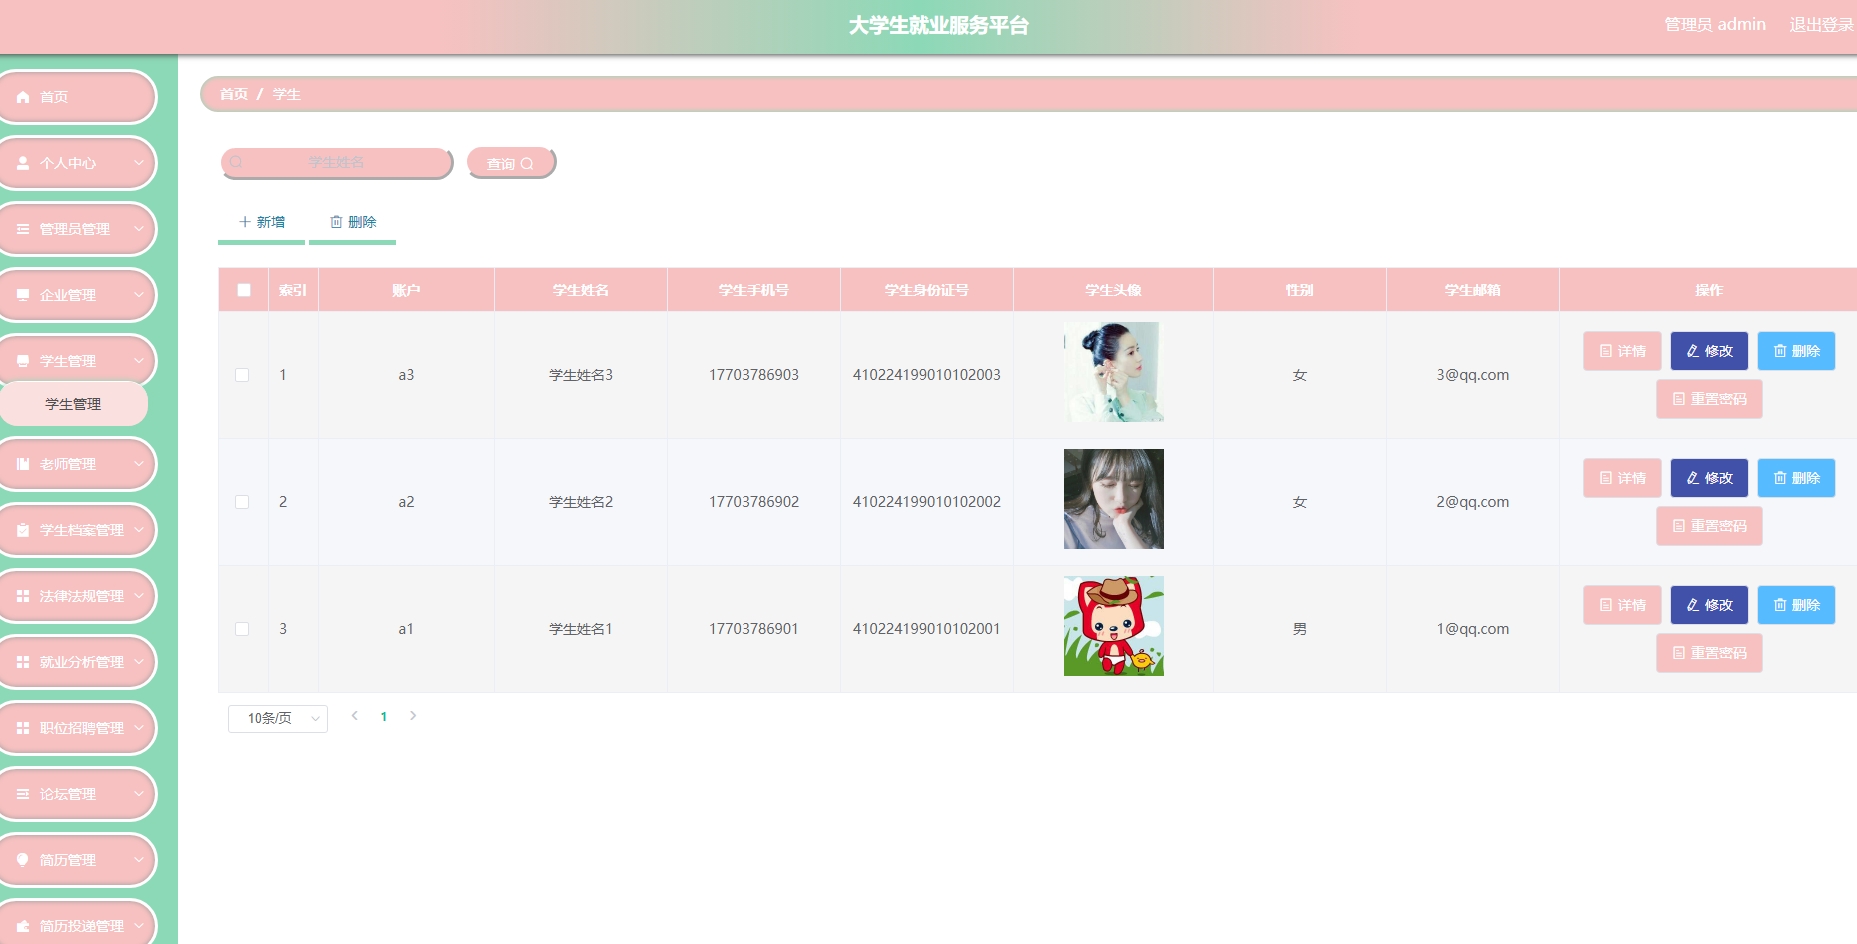 大学生就业服务平台
管理员 admin
退出登录
首页
个人中心
管理员管理
企业管理
学生管理
学生管理
老师管理
学生档案管理
法律法规管理
就业分析管理
职位招聘管理
论坛管理
简历管理
简历投递管理
首页 / 学生
学生姓名
查询
新增
删除
索引 账户 学生姓名 学生手机号 学生身份证号 学生头像 性别 学生邮箱 操作
1 a3 学生姓名3 17703786903 410224199010102003 女 3@qq.com 详情 修改 删除
重置密码
2 a2 学生姓名2 17703786902 410224199010102002 女 2@qq.com 详情 修改 删除
重置密码
3 a1 学生姓名1 17703786901 410224199010102001 男 1@qq.com 详情 修改 删除
重置密码
10条/页
1